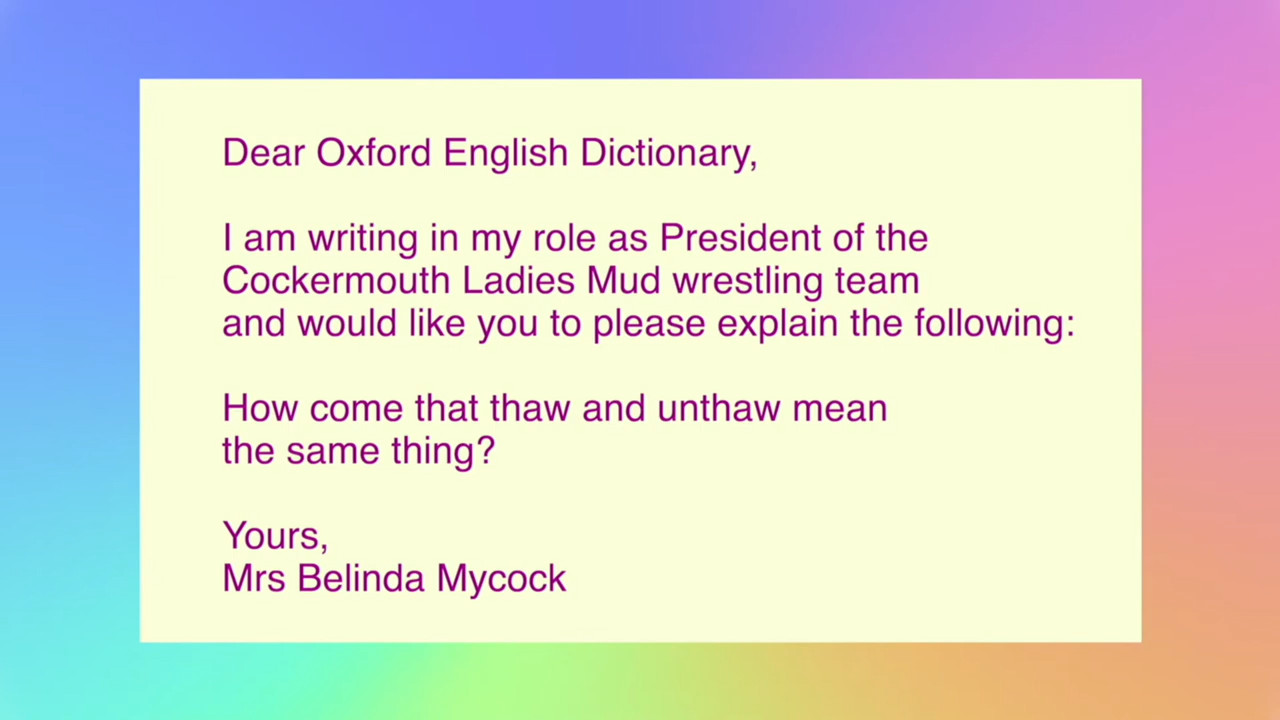 Dear Oxford English Dictionary,
I am writing in my role as President of the
Cockermouth Ladies Mud wrestling team
and would like you to please explain the following:
How come that thaw and unthaw mean
the same thing?
Yours,
Mrs Belinda Mycock